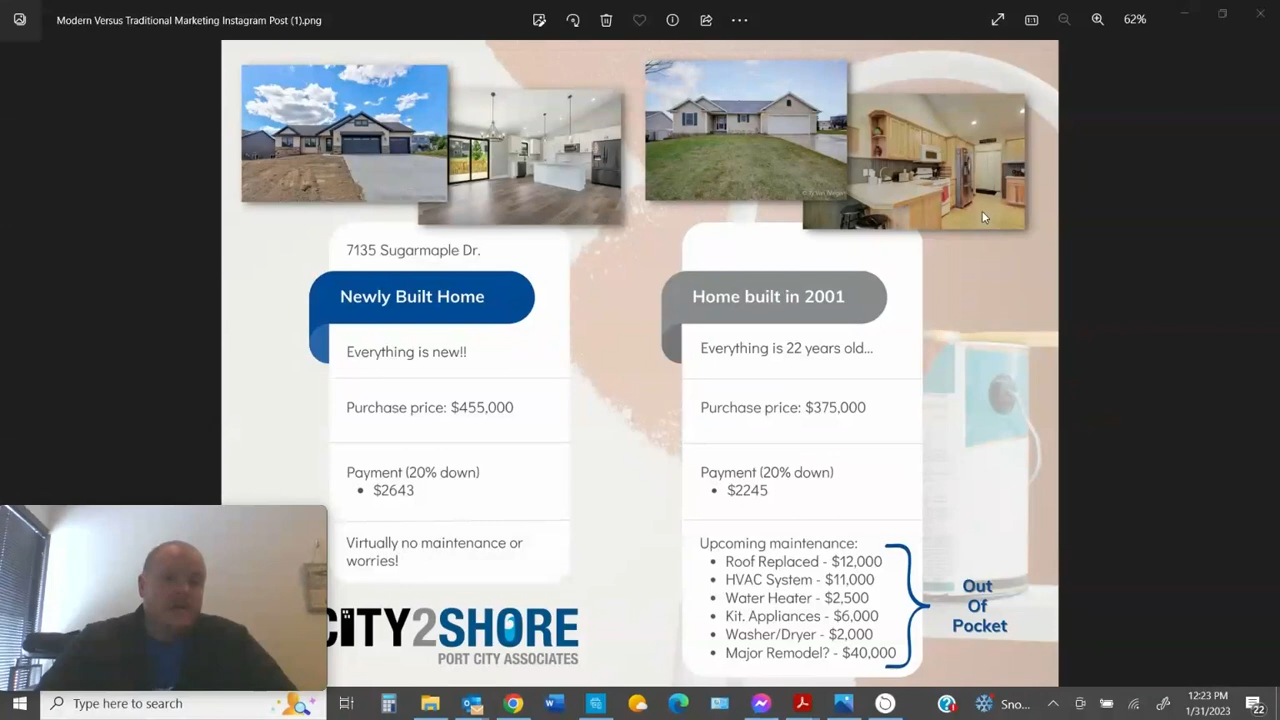 Modern Versus Traditional Marketing Instagram Post (1).png
62%
7135 Sugarmaple Dr.
Newly Built Home
Everything is new!!
Purchase price: $455,000
Payment (20% down)
• $2643
Virtually no maintenance or
worries!
CITY2SHORE
PORT CITY ASSOCIATES
Home built in 2001
Everything is 22 years old...
Purchase price: $375,000
Payment (20% down)
• $2245
Upcoming maintenance:
• Roof Replaced - $12,000
• HVAC System - $11,000
• Water Heater - $2,500
• Kit. Appliances - $6,000
• Washer/Dryer - $2,000
• Major Remodel? - $40,000
Out
Of
Pocket
Type here to search
Sno...
12:23 PM
1/31/2023
22